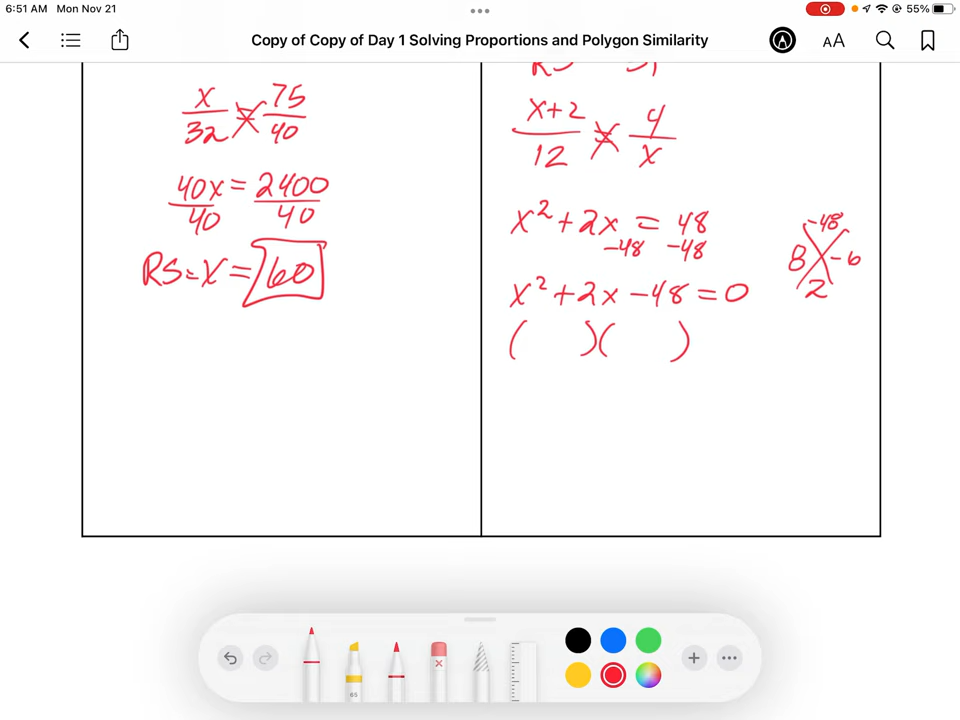 6:51 AM Mon Nov 21
55%
Copy of Copy of Day 1 Solving Proportions and Polygon Similarity
AA
x/32 = 75/40
40x = 2400
40 40
RS = x = 60
x+2/12 = 4/x
x² + 2x = 48
-48 -48
x² + 2x - 48 = 0
( )( )
-48
8 -6
2
65